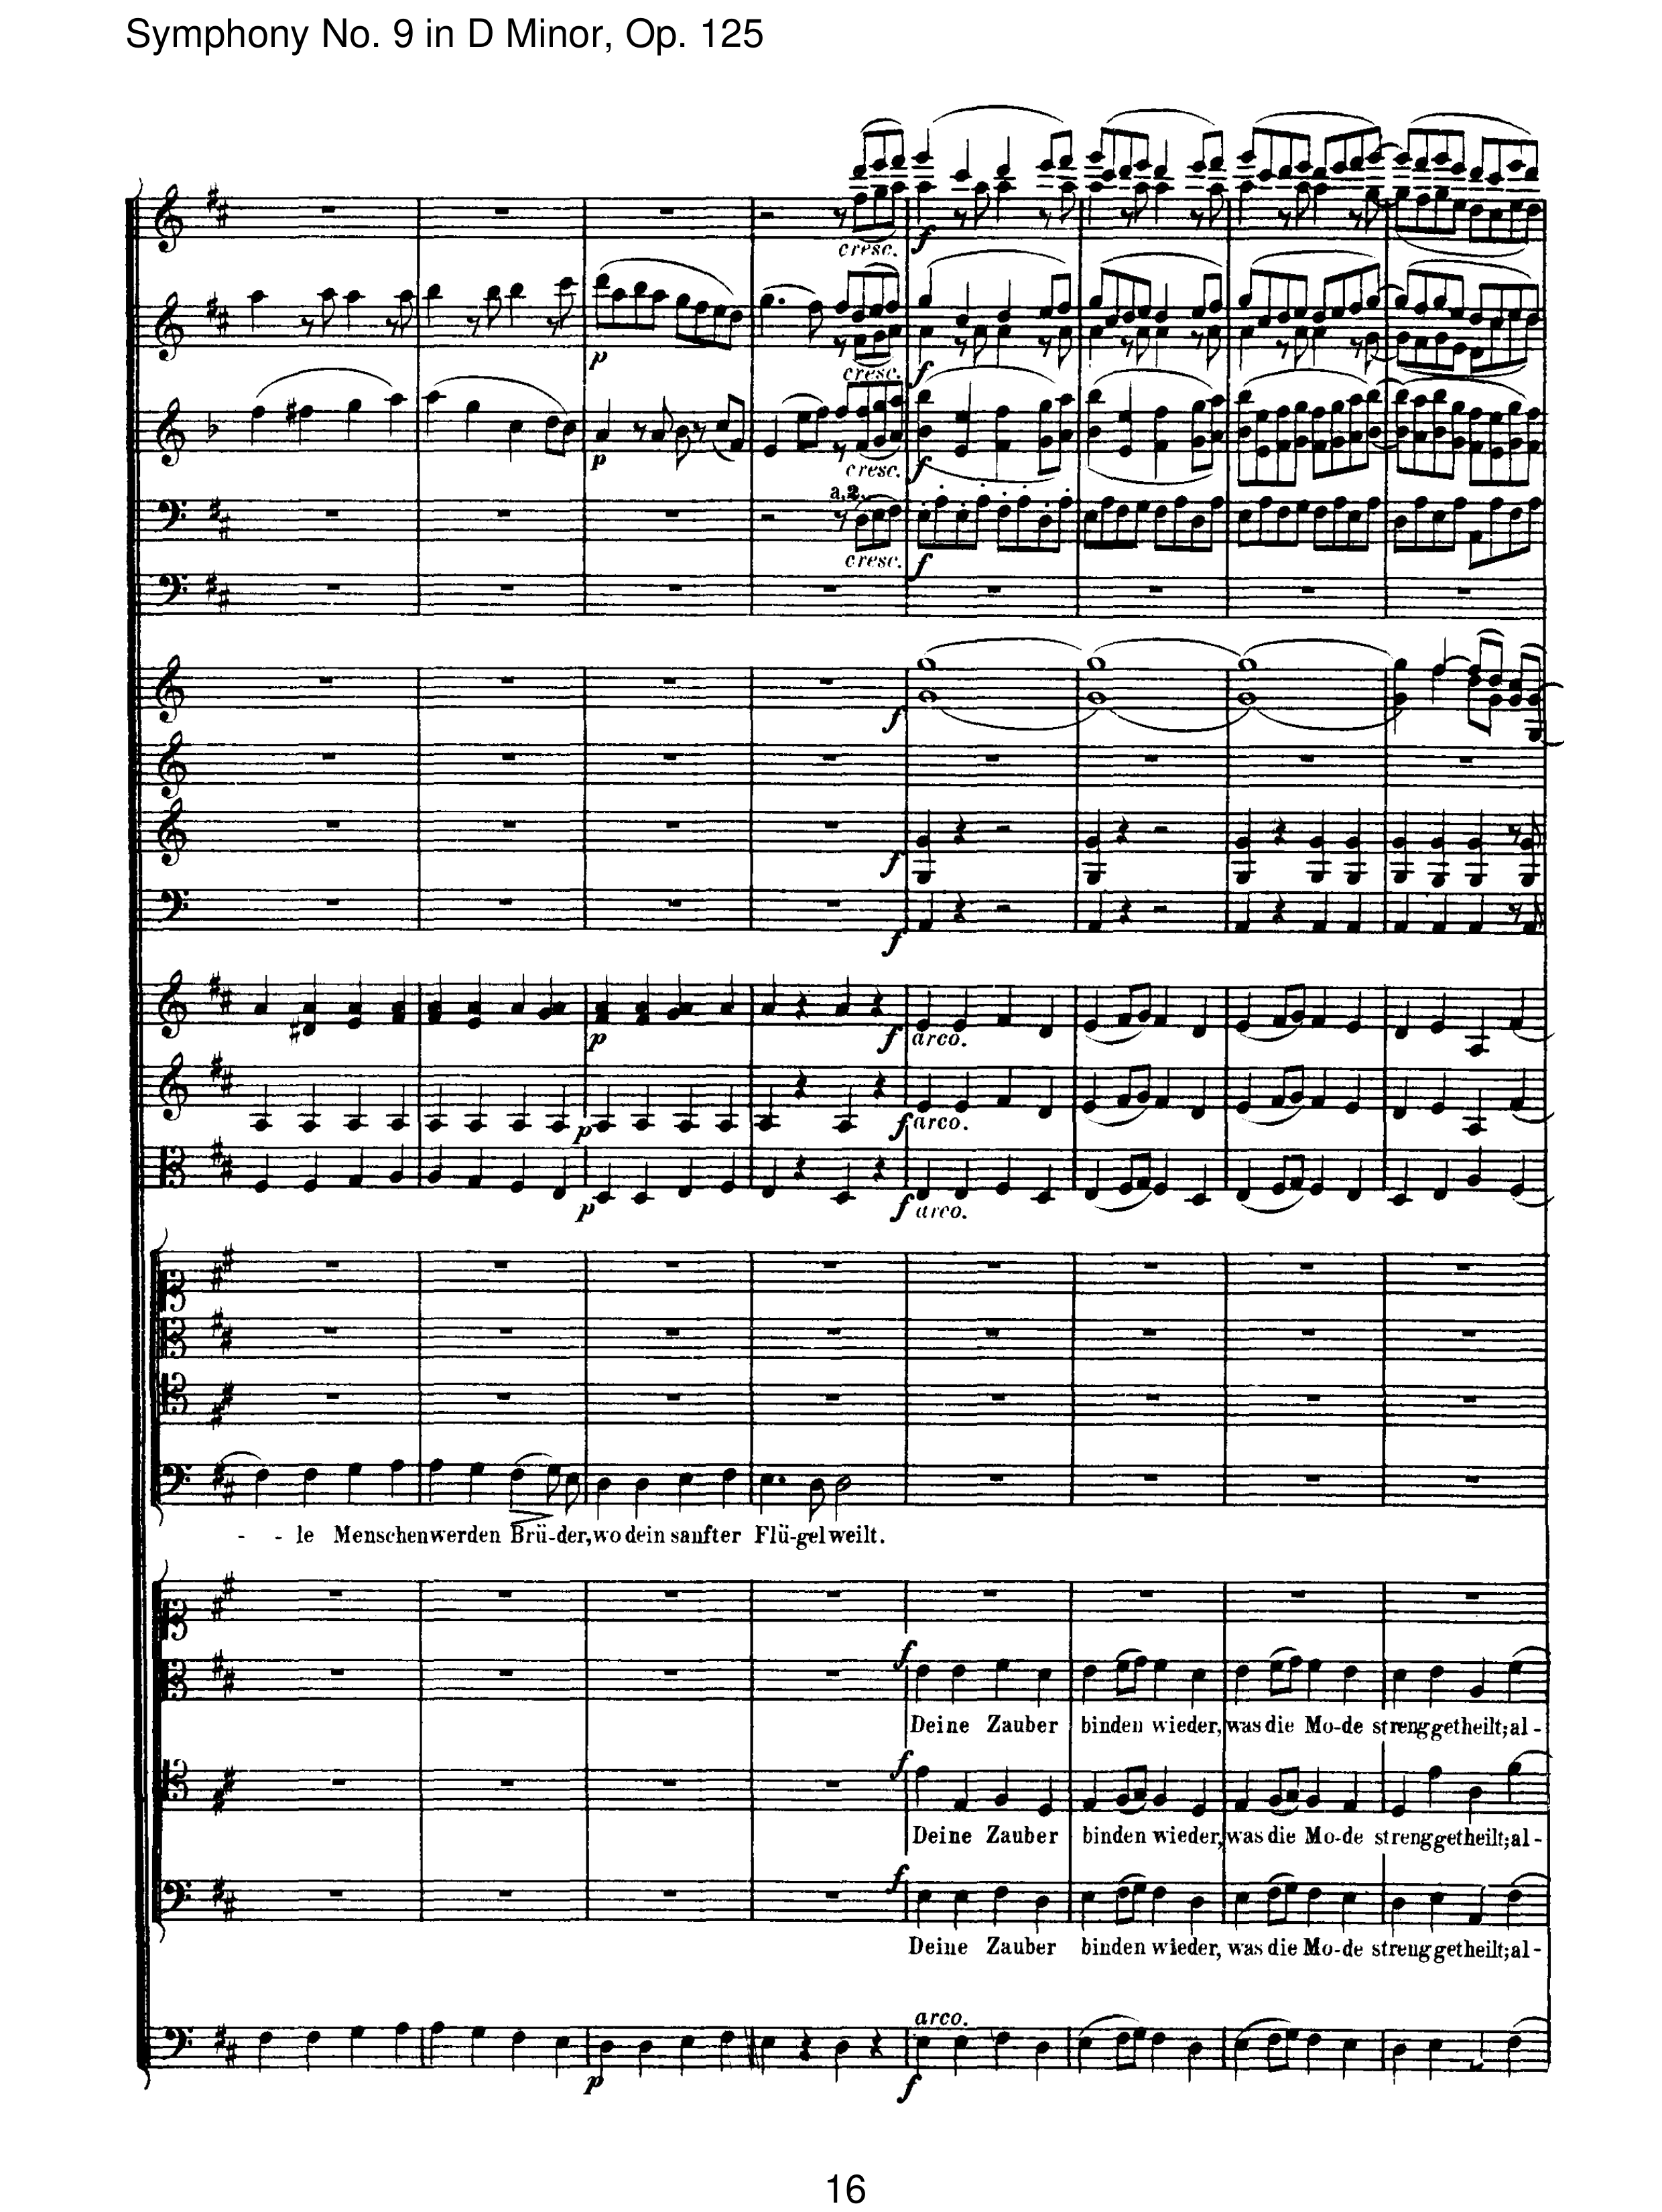 Symphony No. 9 in D Minor, Op. 125
cresc. f
p cresc. f
p cresc. f
a.2.
cresc. f
f
f
f
p f arco.
p f arco.
p f arco.
- - le Menschen werden Brü-der, wo dein sanfter Flü-gel weilt.
f
Deine Zauber binden wieder, was die Mo-de streng getheilt; al-
f
Deine Zauber binden wieder, was die Mo-de streng getheilt; al-
f
Deine Zauber binden wieder, was die Mo-de streng getheilt; al-
arco.
p f
16